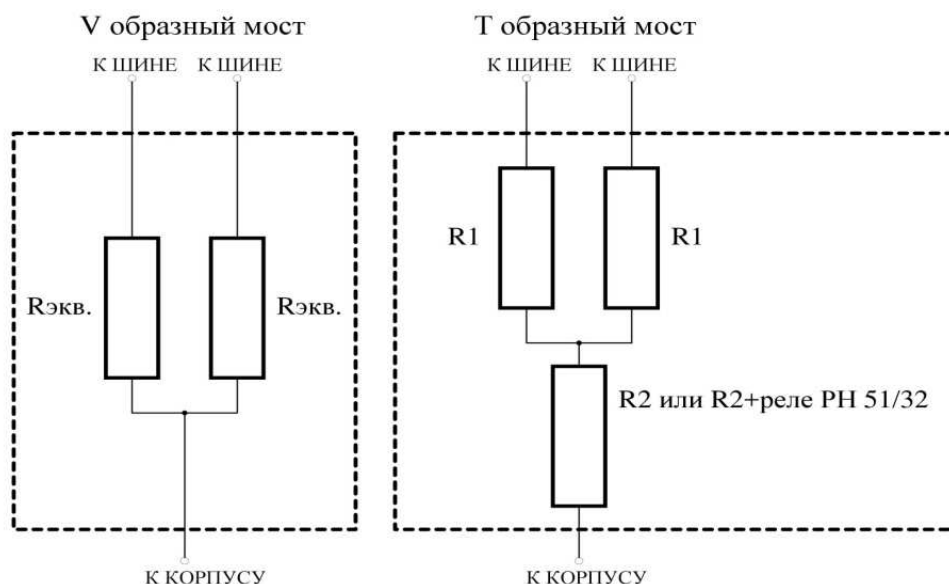 V образный мост
К ШИНЕ К ШИНЕ
Rэкв. Rэкв.
К КОРПУСУ
Т образный мост
К ШИНЕ К ШИНЕ
R1 R1
R2 или R2+реле РН 51/32
К КОРПУСУ